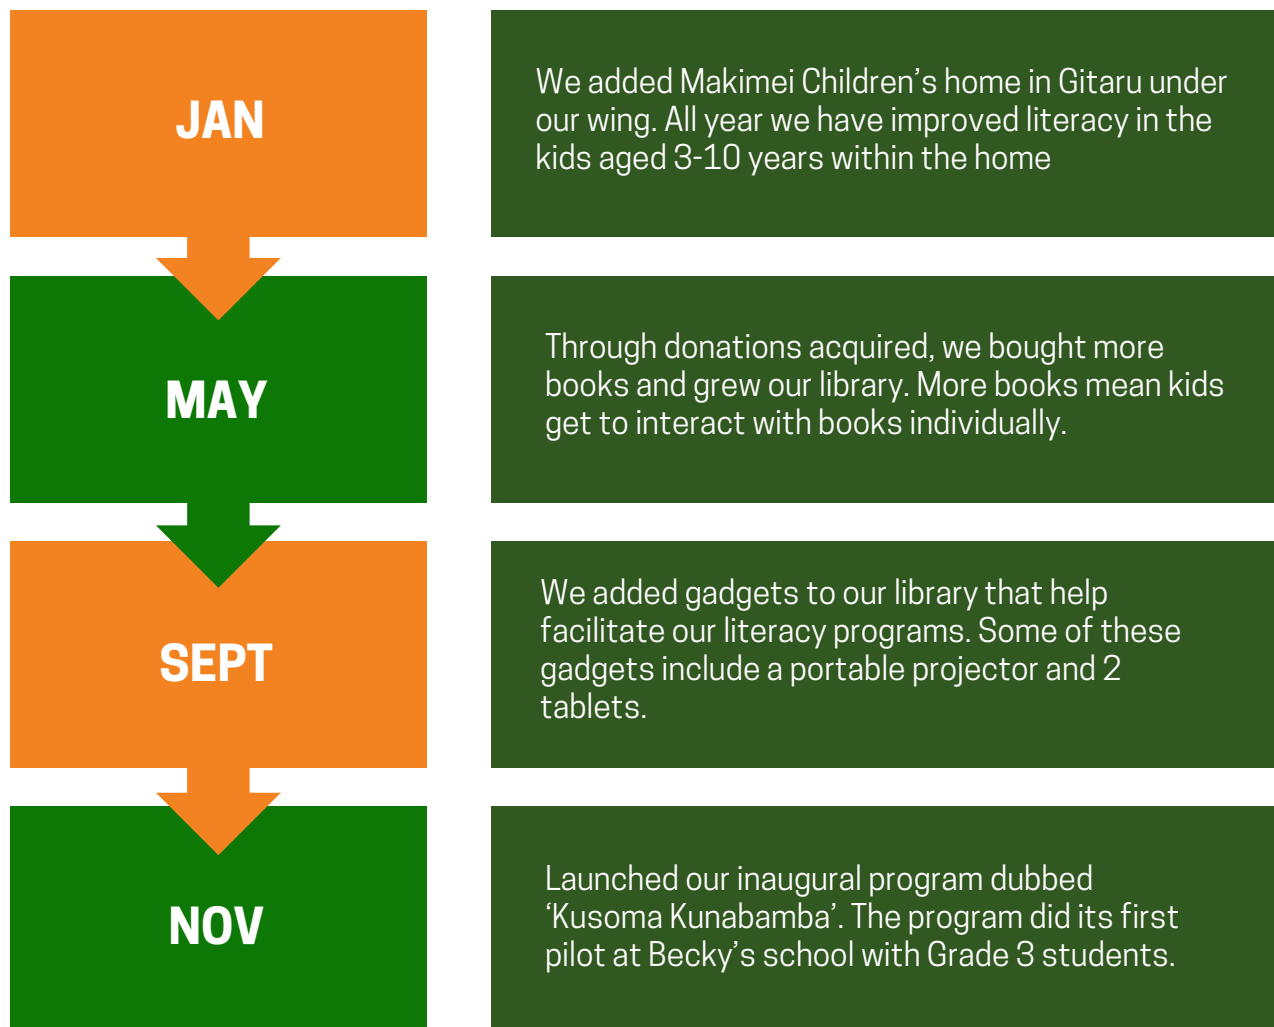 JAN
We added Makimei Children’s home in Gitaru under
our wing. All year we have improved literacy in the
kids aged 3-10 years within the home
MAY
Through donations acquired, we bought more
books and grew our library. More books mean kids
get to interact with books individually.
SEPT
We added gadgets to our library that help
facilitate our literacy programs. Some of these
gadgets include a portable projector and 2
tablets.
NOV
Launched our inaugural program dubbed
‘Kusoma Kunabamba’. The program did its first
pilot at Becky’s school with Grade 3 students.